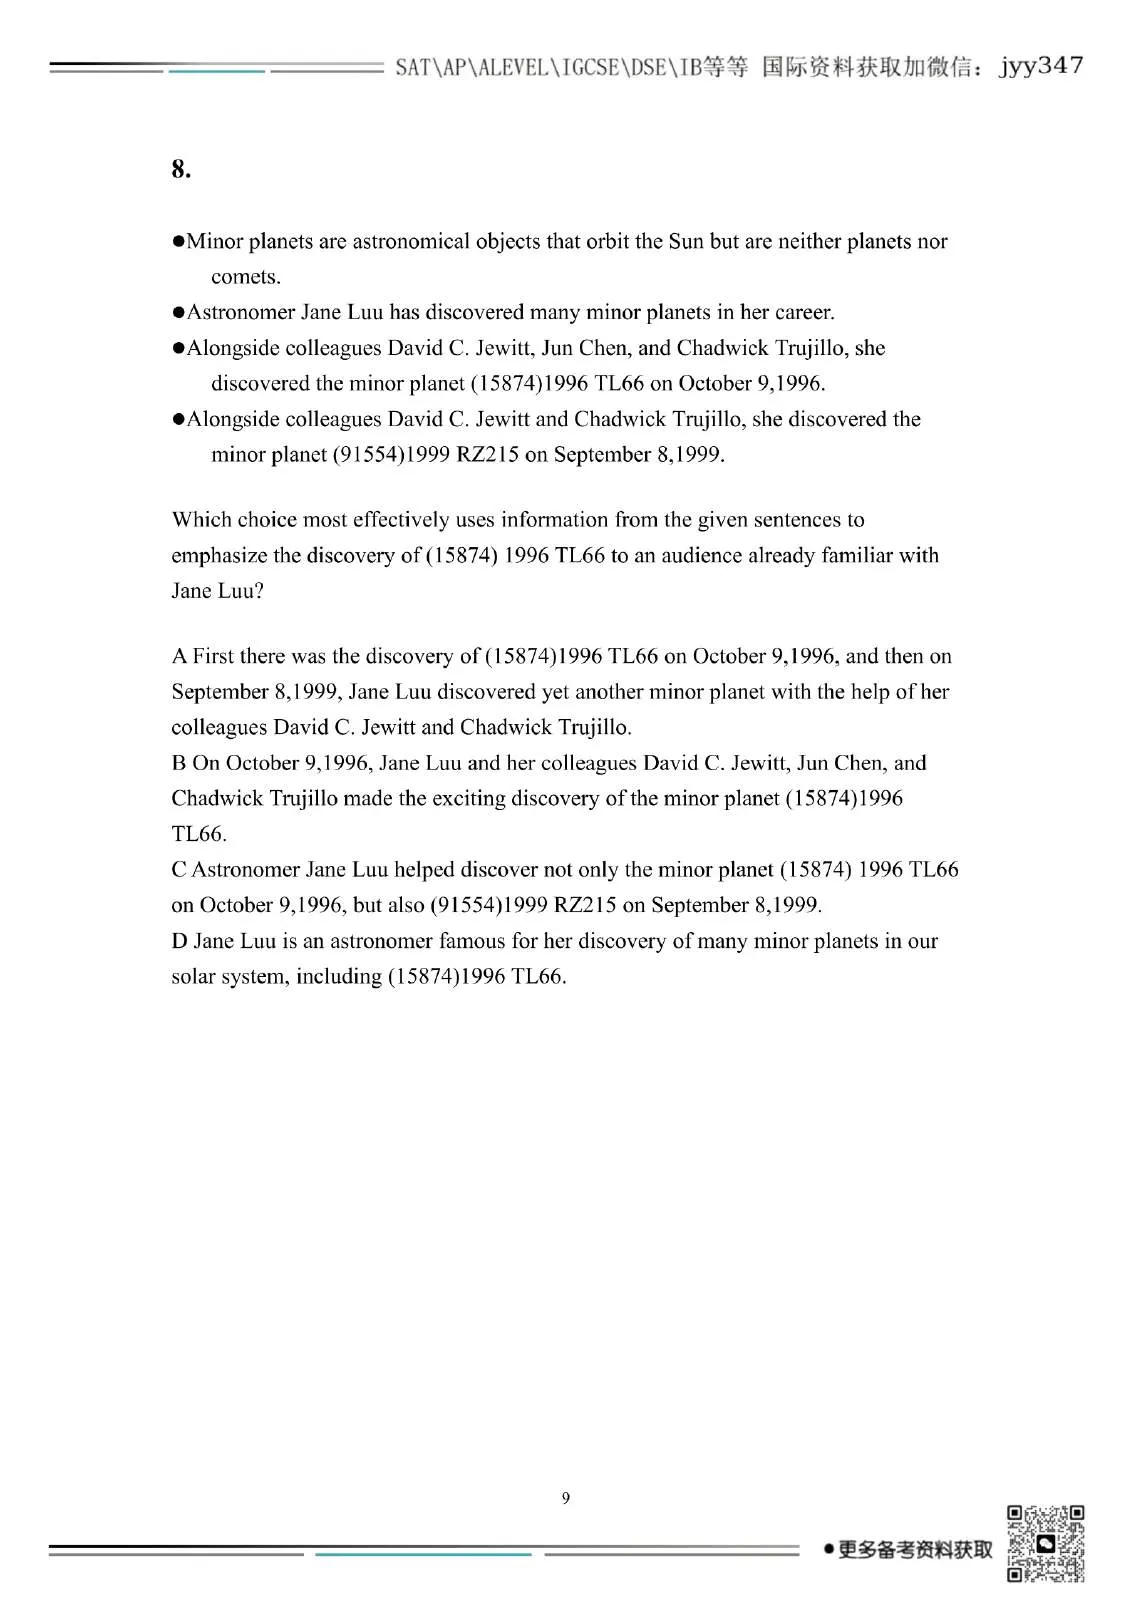 SAT\AP\ALEVEL\IGCSE\DSE\IB等等 国际资料获取加微信：jyy347
8.
●Minor planets are astronomical objects that orbit the Sun but are neither planets nor
comets.
●Astronomer Jane Luu has discovered many minor planets in her career.
●Alongside colleagues David C. Jewitt, Jun Chen, and Chadwick Trujillo, she
discovered the minor planet (15874)1996 TL66 on October 9,1996.
●Alongside colleagues David C. Jewitt and Chadwick Trujillo, she discovered the
minor planet (91554)1999 RZ215 on September 8,1999.
Which choice most effectively uses information from the given sentences to
emphasize the discovery of (15874) 1996 TL66 to an audience already familiar with
Jane Luu?
A First there was the discovery of (15874)1996 TL66 on October 9,1996, and then on
September 8,1999, Jane Luu discovered yet another minor planet with the help of her
colleagues David C. Jewitt and Chadwick Trujillo.
B On October 9,1996, Jane Luu and her colleagues David C. Jewitt, Jun Chen, and
Chadwick Trujillo made the exciting discovery of the minor planet (15874)1996
TL66.
C Astronomer Jane Luu helped discover not only the minor planet (15874) 1996 TL66
on October 9,1996, but also (91554)1999 RZ215 on September 8,1999.
D Jane Luu is an astronomer famous for her discovery of many minor planets in our
solar system, including (15874)1996 TL66.
9
●更多备考资料获取